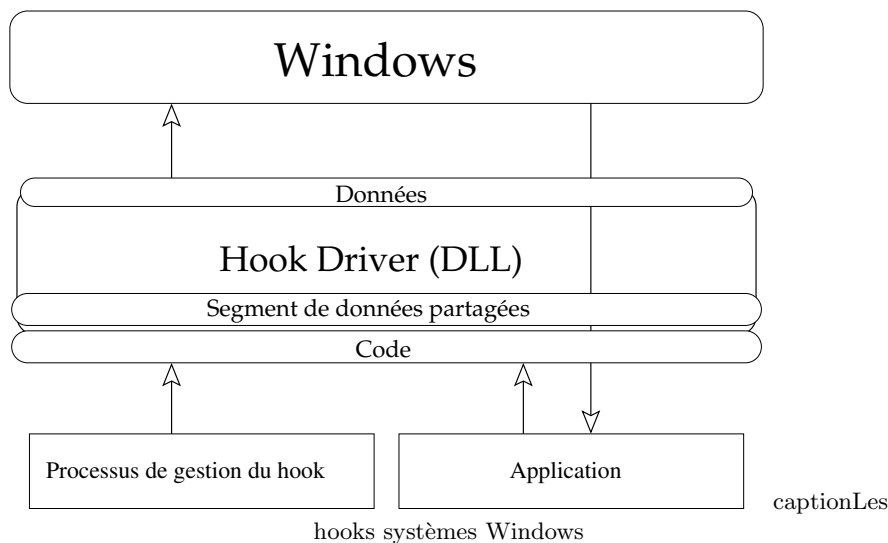 Windows
Données
Hook Driver (DLL)
Segment de données partagées
Code
Processus de gestion du hook
Application
captionLes
hooks systèmes Windows